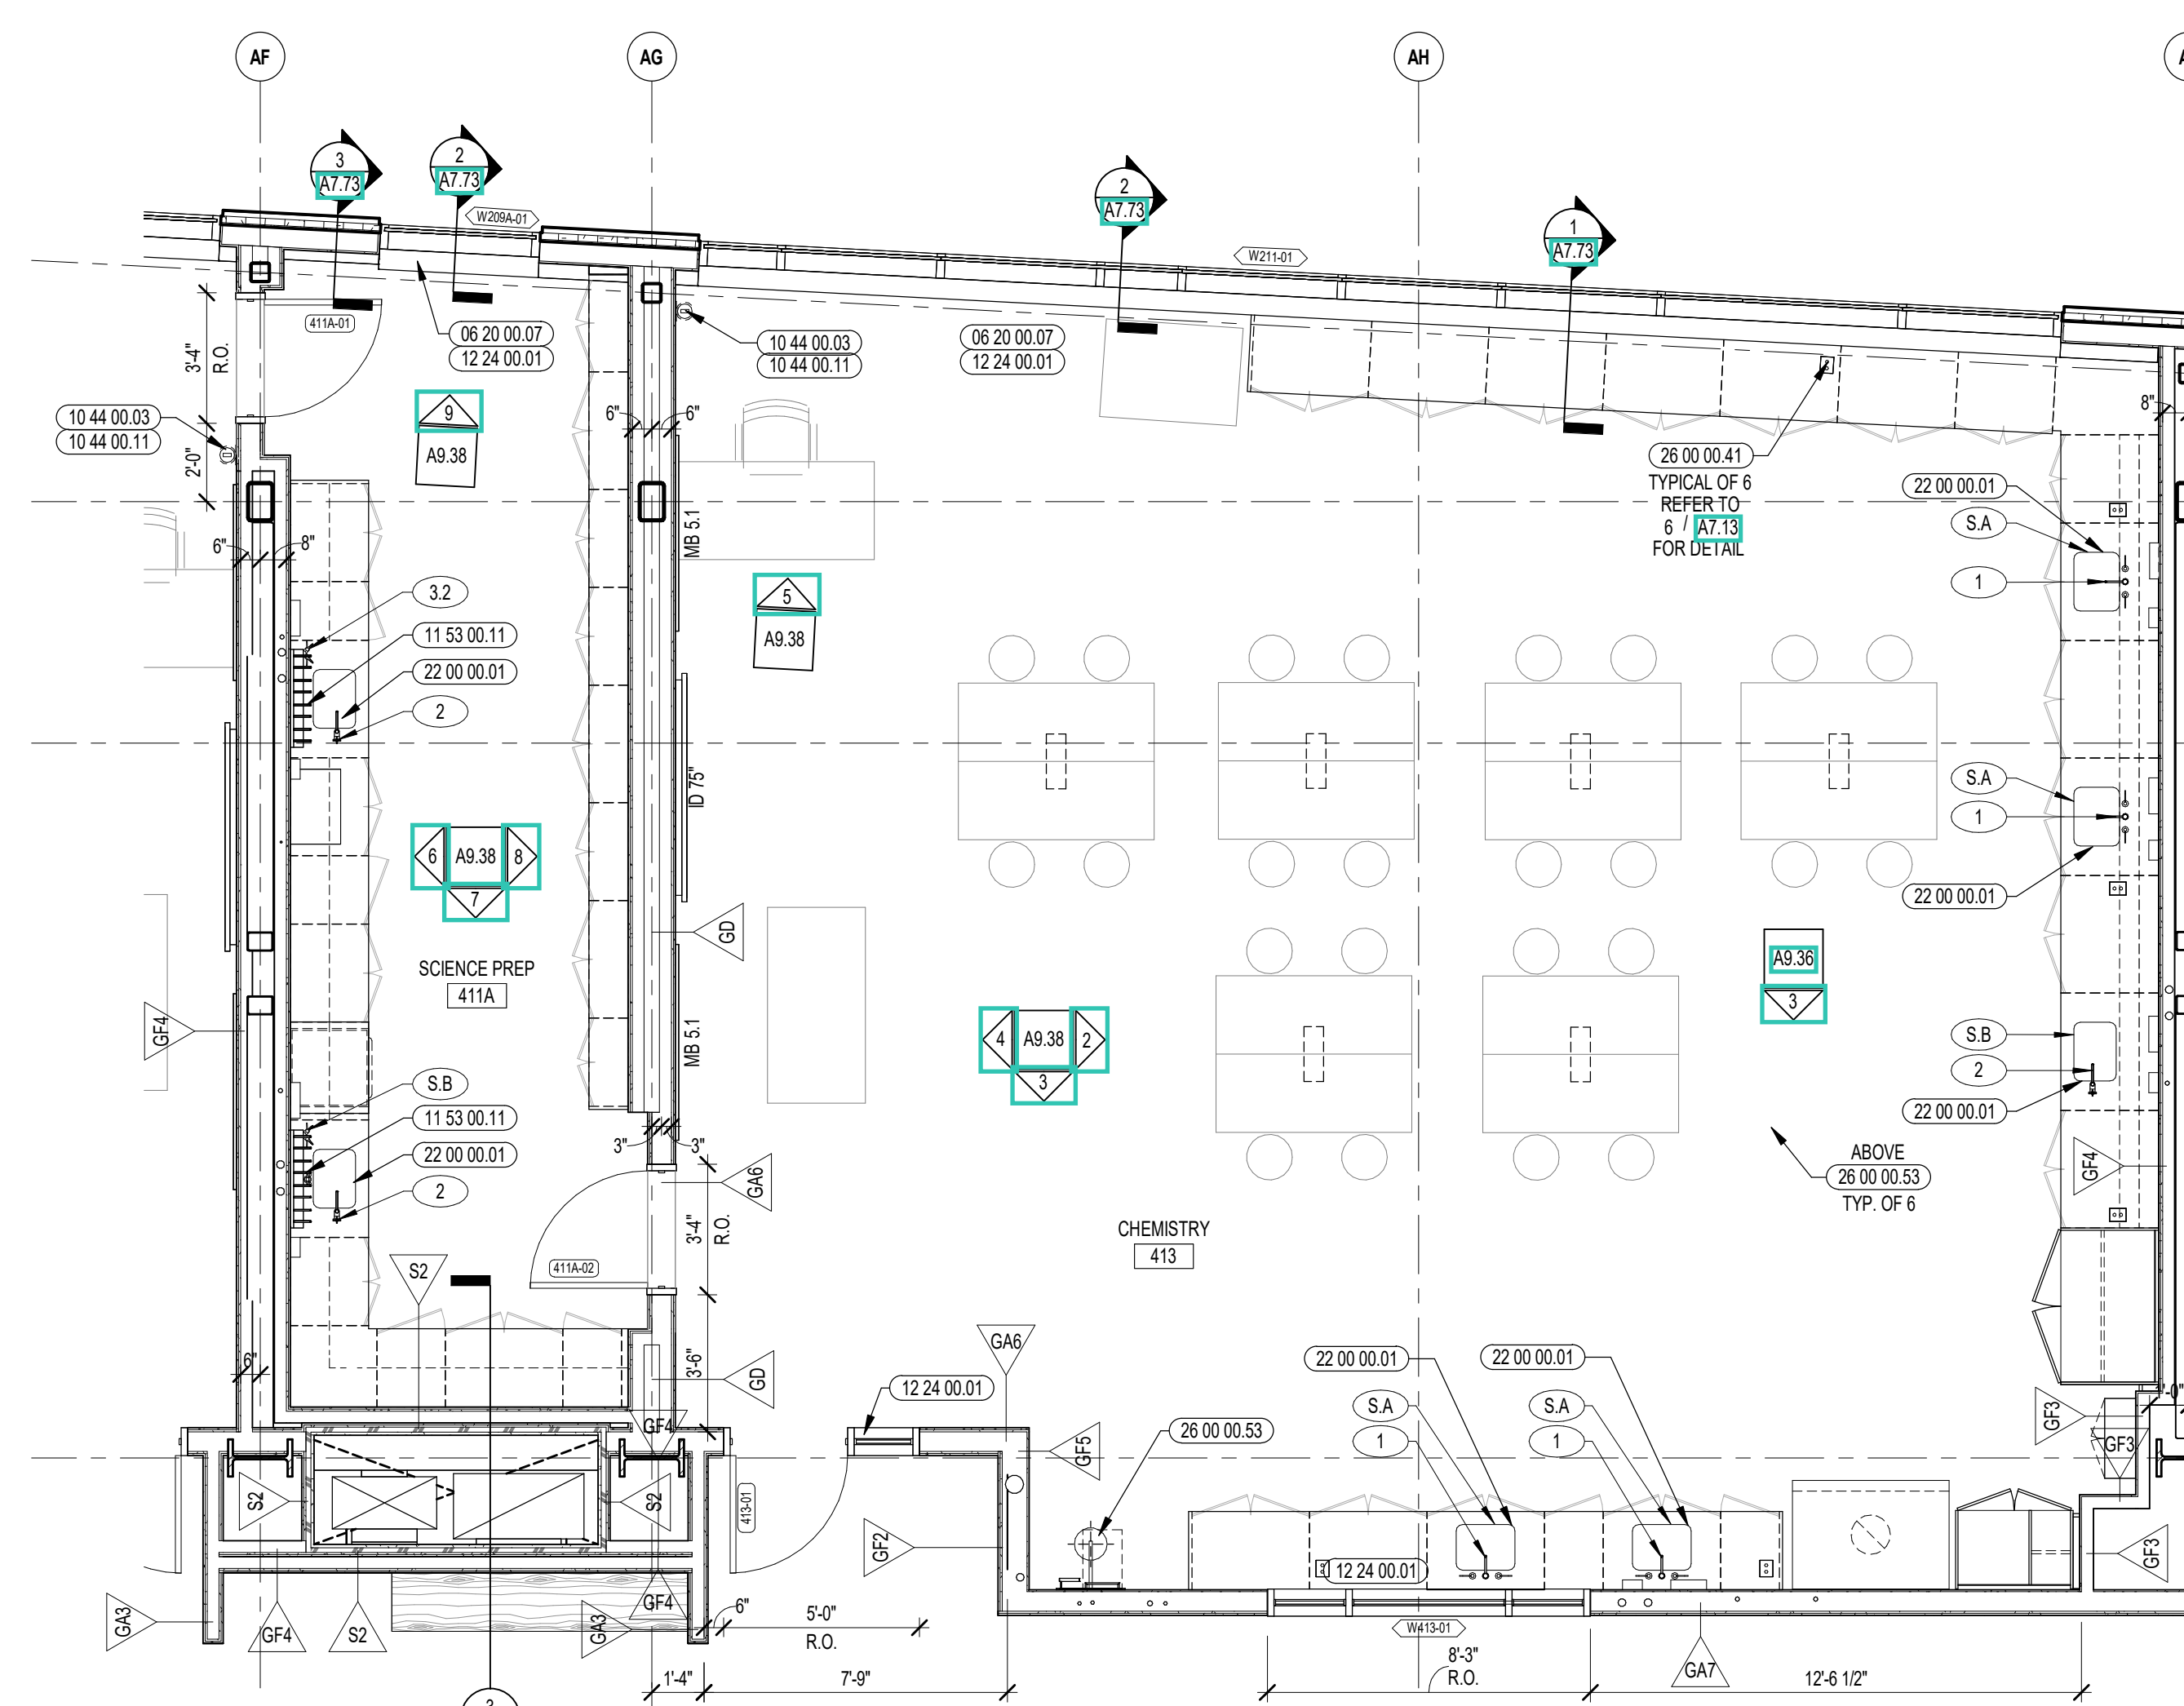 AF
AG
AH
3
A7.73
2
A7.73
2
A7.73
1
A7.73
W209A-01
W211-01
411A-01
3'-4"
R.O.
2'-0"
06 20 00.07
12 24 00.01
10 44 00.03
10 44 00.11
06 20 00.07
12 24 00.01
10 44 00.03
10 44 00.11
9
A9.38
6"
6"
8"
26 00 00.41
TYPICAL OF 6
REFER TO
6 / A7.13
FOR DETAIL
22 00 00.01
S.A
1
6"
8"
MB 5.1
3.2
11 53 00.11
22 00 00.01
2
5
A9.38
ID 75"
S.A
1
22 00 00.01
6
A9.38
8
7
GD
SCIENCE PREP
411A
GF4
MB 5.1
4
A9.38
2
3
A9.36
3
S.B
2
22 00 00.01
S.B
11 53 00.11
22 00 00.01
2
3"
3"
GA6
3'-4"
R.O.
ABOVE
26 00 00.53
TYP. OF 6
GF4
CHEMISTRY
413
S2
411A-02
6"
3'-6"
GD
GA6
12 24 00.01
22 00 00.01
22 00 00.01
S.A
S.A
1
1
26 00 00.53
GF5
GF3
GF3
GF4
S2
S2
413-01
GF2
12 24 00.01
GF3
GA3
GF4
S2
GA3
GF4
6"
5'-0"
R.O.
W413-01
GA7
1'-4"
7'-9"
8'-3"
R.O.
12'-6 1/2"